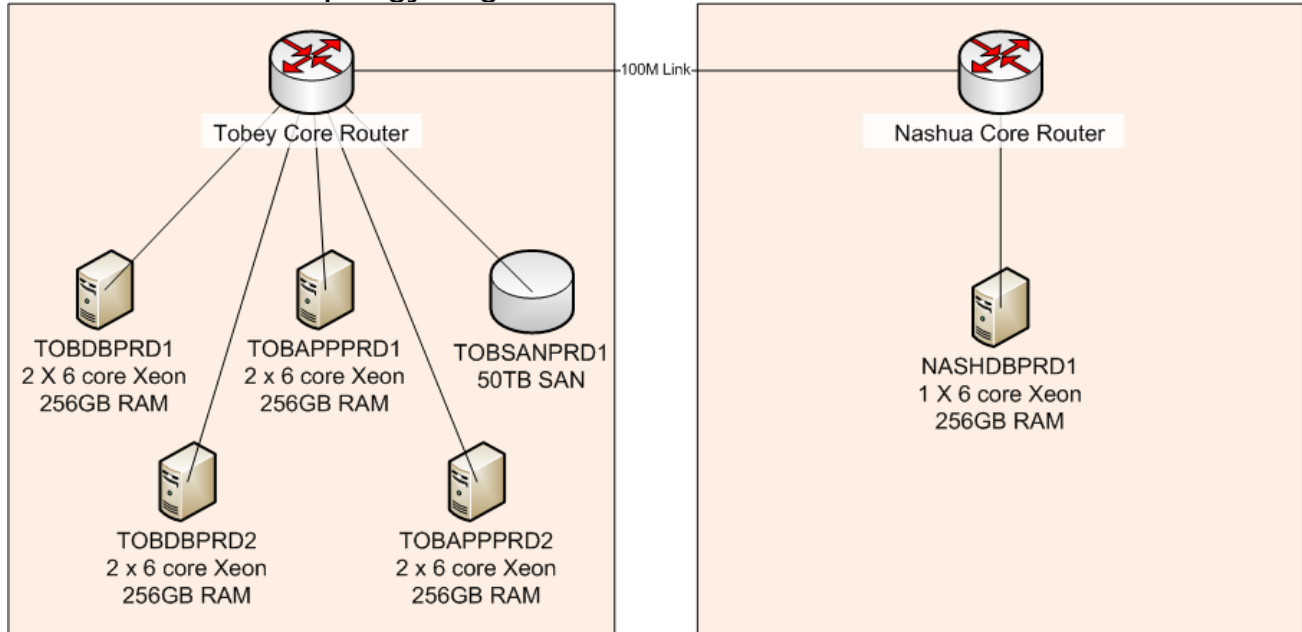 Tobey Core Router
100M Link
Nashua Core Router
TOBDBPRD1
2 X 6 core Xeon
256GB RAM
TOBAPPPRD1
2 x 6 core Xeon
256GB RAM
TOBSANPRD1
50TB SAN
NASHDBPRD1
1 X 6 core Xeon
256GB RAM
TOBDBPRD2
2 x 6 core Xeon
256GB RAM
TOBAPPPRD2
2 x 6 core Xeon
256GB RAM